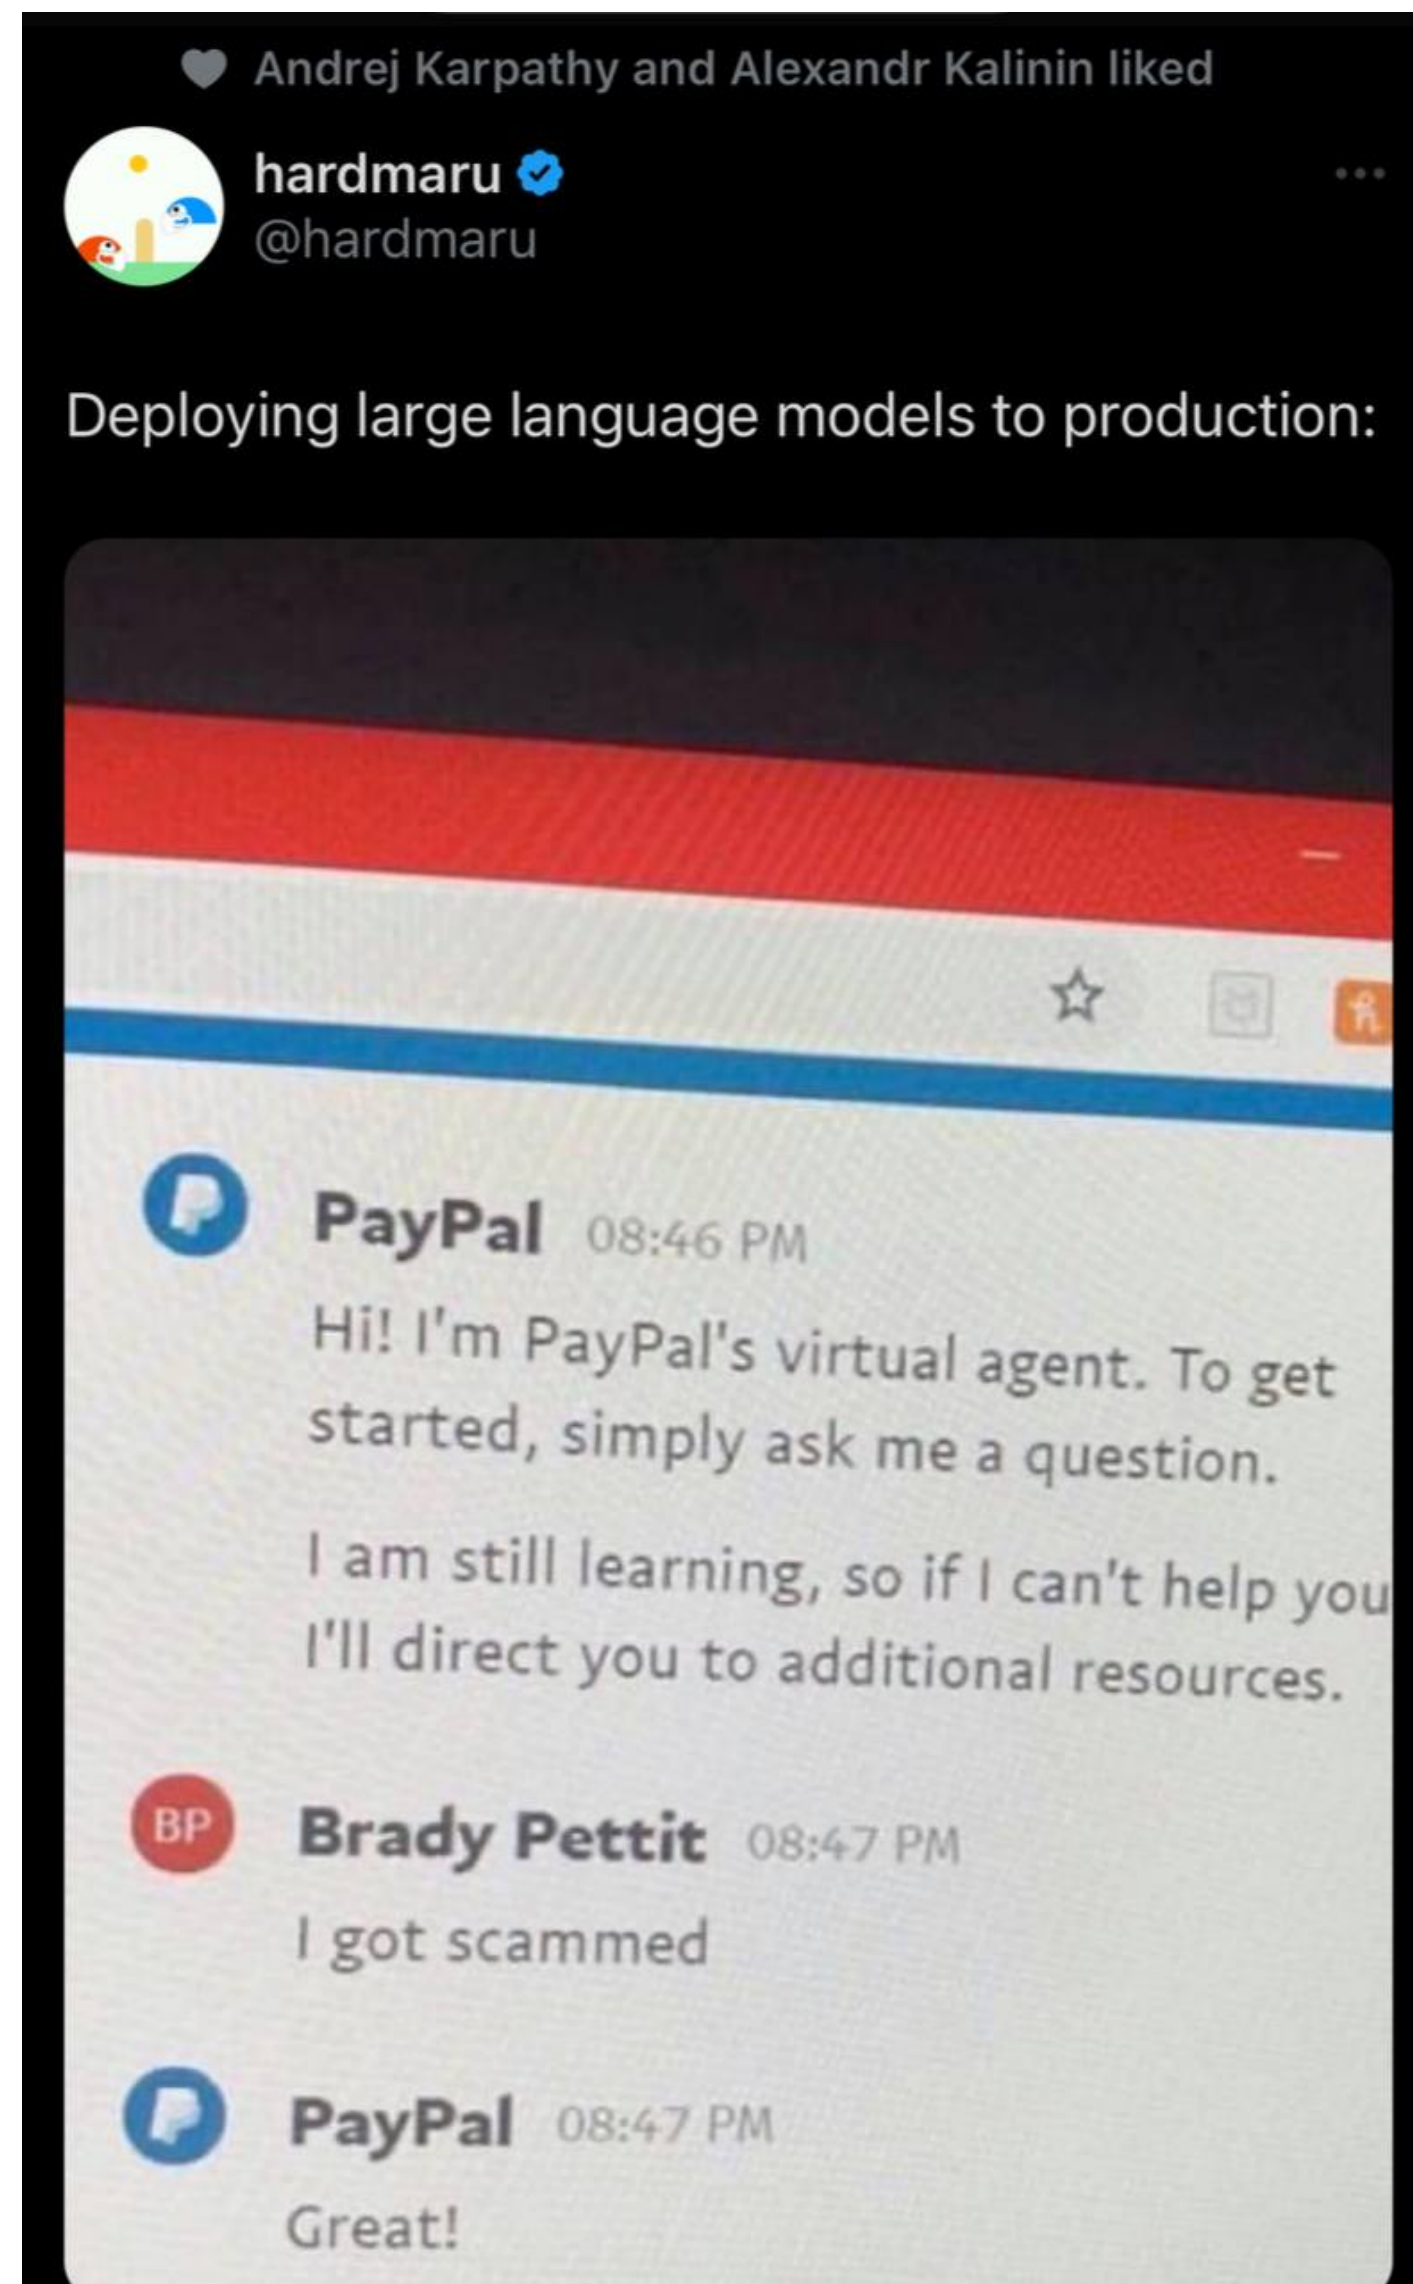 Andrej Karpathy and Alexandr Kalinin liked
hardmaru
@hardmaru
Deploying large language models to production:
PayPal 08:46 PM
Hi! I'm PayPal's virtual agent. To get
started, simply ask me a question.
I am still learning, so if I can't help you
I'll direct you to additional resources.
BP
Brady Pettit 08:47 PM
I got scammed
PayPal 08:47 PM
Great!